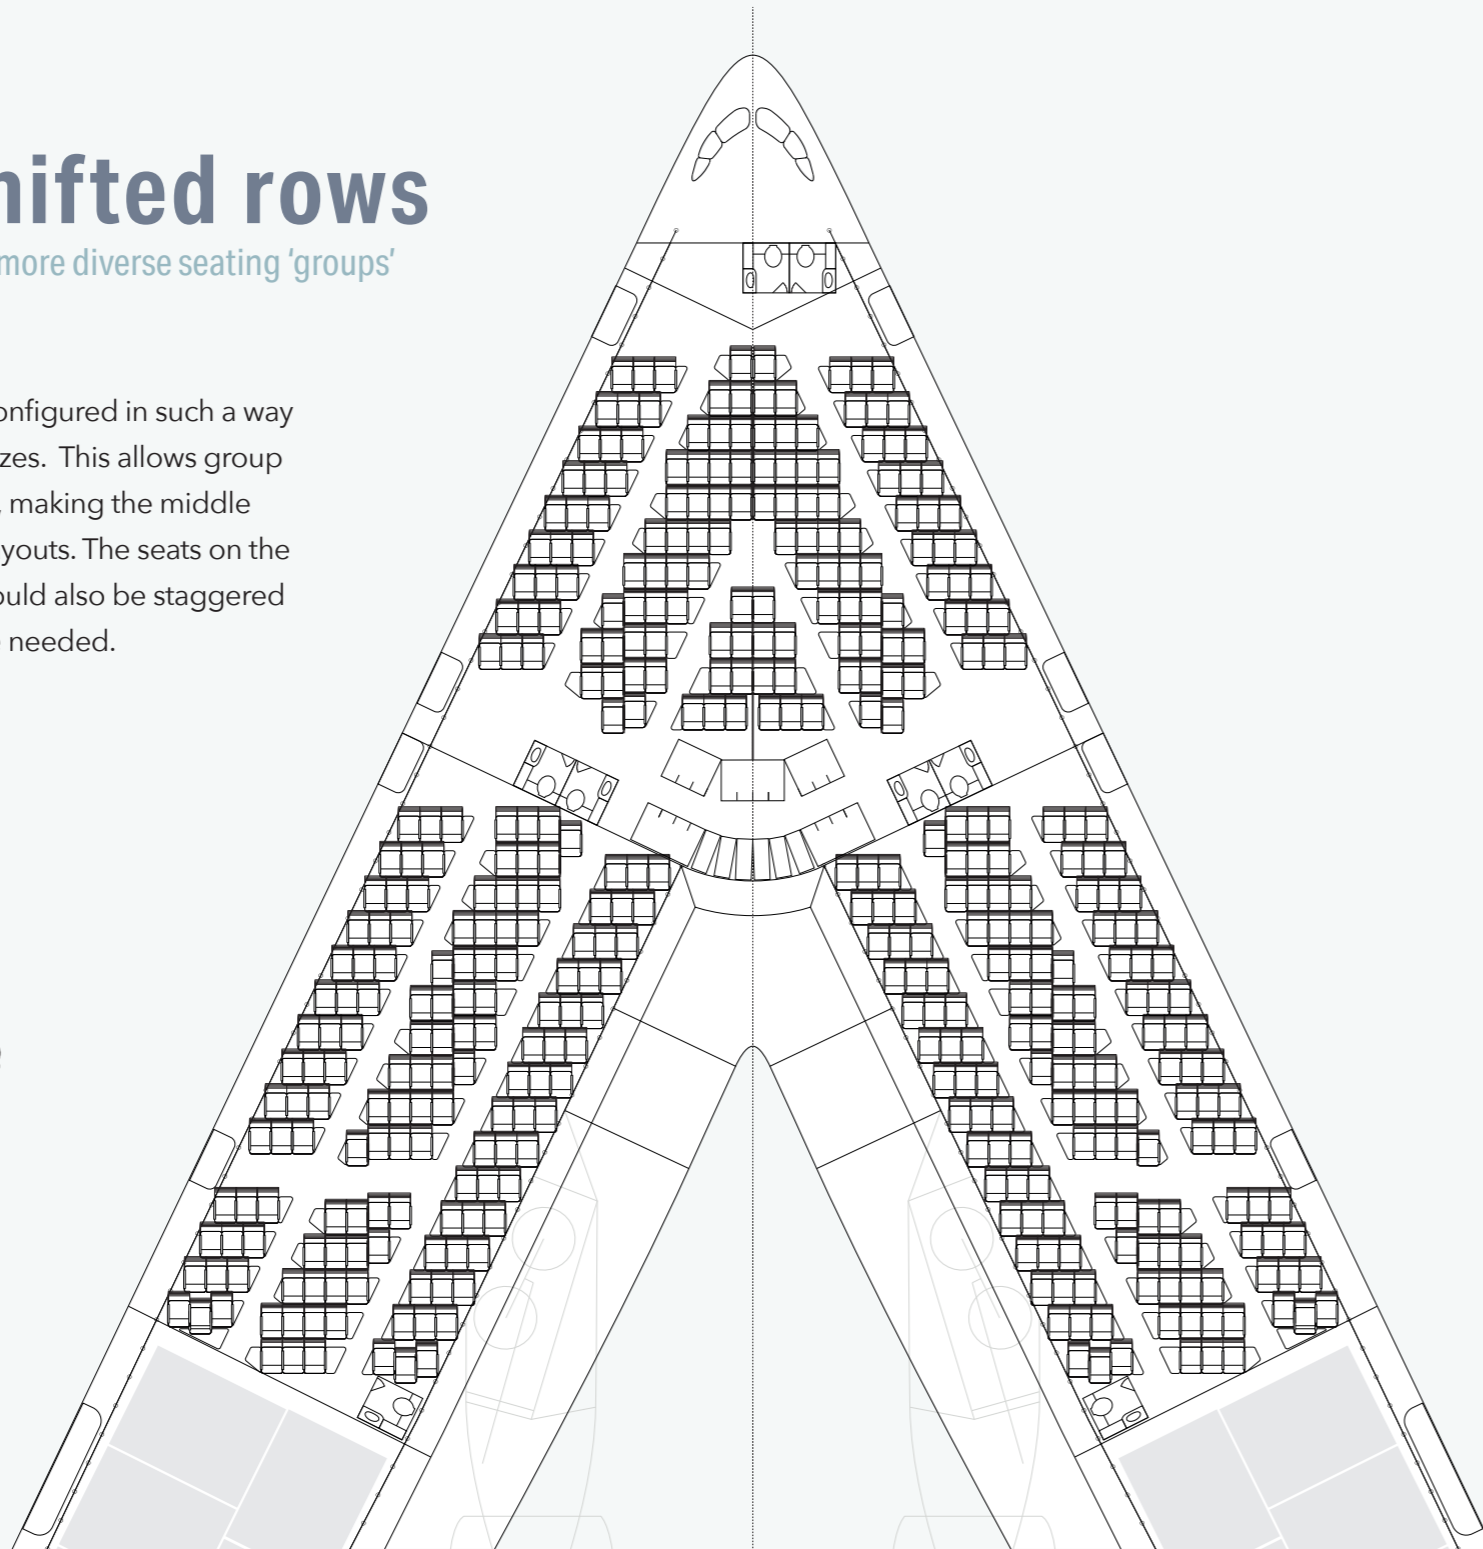 hifted rows
more diverse seating ‘groups’
onfigured in such a way
zes. This allows group
, making the middle
youts. The seats on the
ould also be staggered
needed.